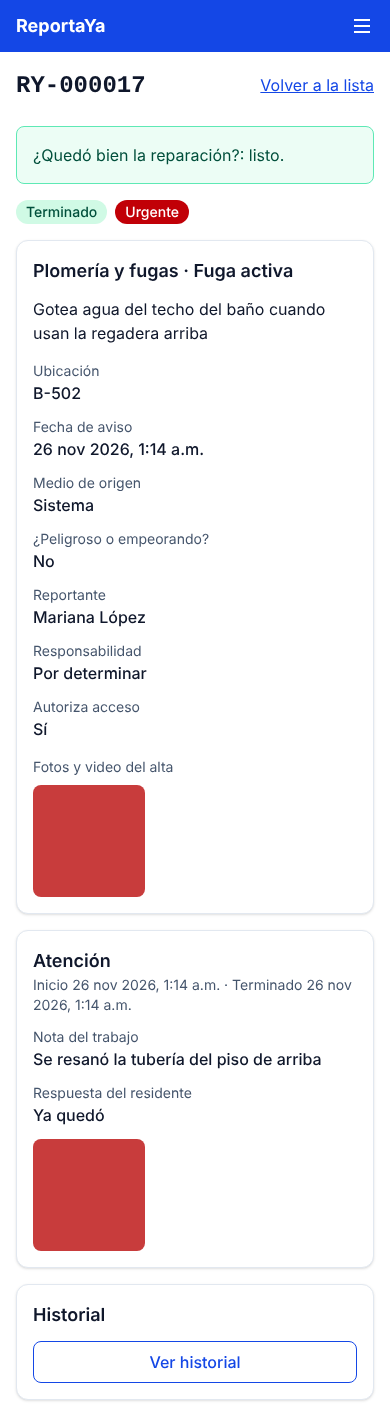 ReportaYa
RY-000017
Volver a la lista
¿Quedó bien la reparación?: listo.
Terminado
Urgente
Plomería y fugas · Fuga activa
Gotea agua del techo del baño cuando
usan la regadera arriba
Ubicación
B-502
Fecha de aviso
26 nov 2026, 1:14 a.m.
Medio de origen
Sistema
¿Peligroso o empeorando?
No
Reportante
Mariana López
Responsabilidad
Por determinar
Autoriza acceso
Sí
Fotos y video del alta
Atención
Inicio 26 nov 2026, 1:14 a.m. · Terminado 26 nov
2026, 1:14 a.m.
Nota del trabajo
Se resanó la tubería del piso de arriba
Respuesta del residente
Ya quedó
Historial
Ver historial